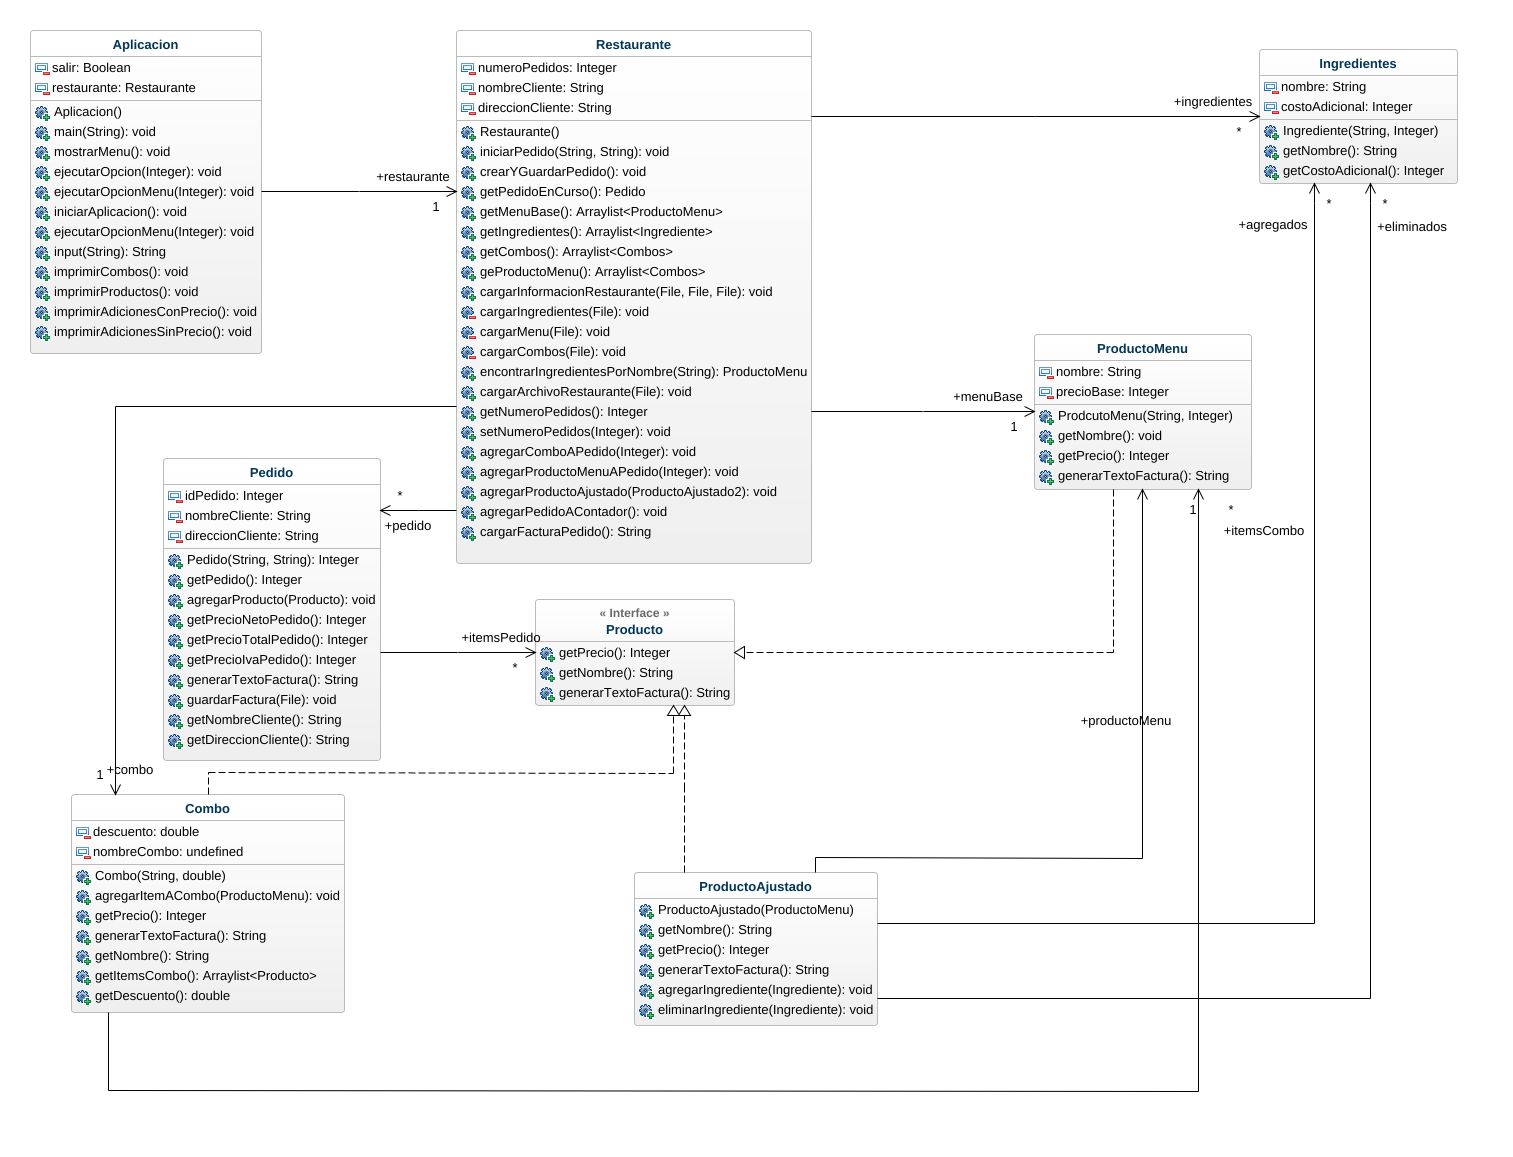 Aplicacion
salir: Boolean
restaurante: Restaurante
Aplicacion()
main(String): void
mostrarMenu(): void
ejecutarOpcion(Integer): void
ejecutarOpcionMenu(Integer): void
iniciarAplicacion(): void
ejecutarOpcionMenu(Integer): void
input(String): String
imprimirCombos(): void
imprimirProductos(): void
imprimirAdicionesConPrecio(): void
imprimirAdicionesSinPrecio(): void
+restaurante
1
Restaurante
numeroPedidos: Integer
nombreCliente: String
direccionCliente: String
Restaurante()
iniciarPedido(String, String): void
crearYGuardarPedido(): void
getPedidoEnCurso(): Pedido
getMenuBase(): Arraylist<ProductoMenu>
getIngredientes(): Arraylist<Ingrediente>
getCombos(): Arraylist<Combos>
geProductoMenu(): Arraylist<Combos>
cargarInformacionRestaurante(File, File, File): void
cargarIngredientes(File): void
cargarMenu(File): void
cargarCombos(File): void
encontrarIngredientesPorNombre(String): ProductoMenu
cargarArchivoRestaurante(File): void
getNumeroPedidos(): Integer
setNumeroPedidos(Integer): void
agregarComboAPedido(Integer): void
agregarProductoMenuAPedido(Integer): void
agregarProductoAjustado(ProductoAjustado2): void
agregarPedidoAContador(): void
cargarFacturaPedido(): String
+ingredientes
*
Ingredientes
nombre: String
costoAdicional: Integer
Ingrediente(String, Integer)
getNombre(): String
getCostoAdicional(): Integer
*
*
+agregados
+eliminados
+menuBase
1
ProductoMenu
nombre: String
precioBase: Integer
ProdcutoMenu(String, Integer)
getNombre(): void
getPrecio(): Integer
generarTextoFactura(): String
1
*
+itemsCombo
Pedido
idPedido: Integer
nombreCliente: String
direccionCliente: String
Pedido(String, String): Integer
getPedido(): Integer
agregarProducto(Producto): void
getPrecioNetoPedido(): Integer
getPrecioTotalPedido(): Integer
getPrecioIvaPedido(): Integer
generarTextoFactura(): String
guardarFactura(File): void
getNombreCliente(): String
getDireccionCliente(): String
*
+pedido
+itemsPedido
*
« Interface »
Producto
getPrecio(): Integer
getNombre(): String
generarTextoFactura(): String
+productoMenu
1
+combo
Combo
descuento: double
nombreCombo: undefined
Combo(String, double)
agregarItemACombo(ProductoMenu): void
getPrecio(): Integer
generarTextoFactura(): String
getNombre(): String
getItemsCombo(): Arraylist<Producto>
getDescuento(): double
ProductoAjustado
ProductoAjustado(ProductoMenu)
getNombre(): String
getPrecio(): Integer
generarTextoFactura(): String
agregarIngrediente(Ingrediente): void
eliminarIngrediente(Ingrediente): void